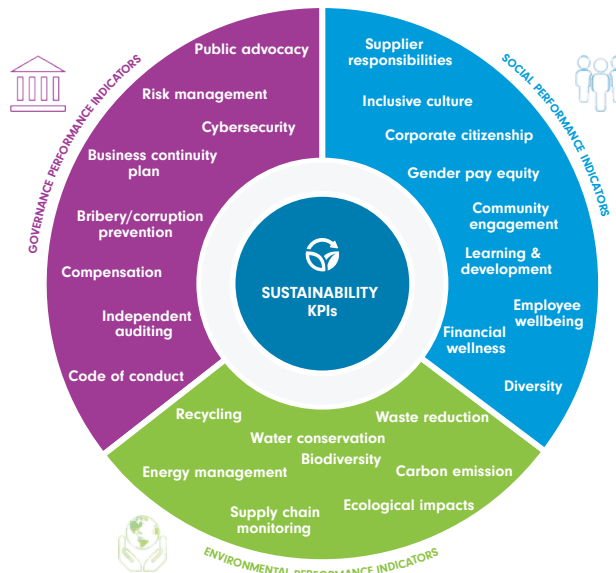 GOVERNANCE PERFORMANCE INDICATORS
Public advocacy
Risk management
Cybersecurity
Business continuity
plan
Bribery/corruption
prevention
Compensation
Independent
auditing
Code of conduct
SOCIAL PERFORMANCE INDICATORS
Supplier
responsibilities
Inclusive culture
Corporate citizenship
Gender pay equity
Community
engagement
Learning &
development
Employee
wellbeing
Financial
wellness
Diversity
SUSTAINABILITY
KPIs
Recycling
Waste reduction
Water conservation
Biodiversity
Energy management
Carbon emission
Ecological impacts
Supply chain
monitoring
ENVIRONMENTAL PERFORMANCE INDICATORS